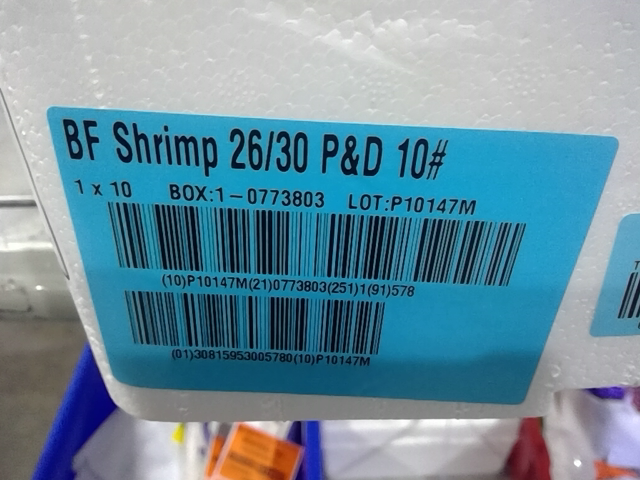 BF Shrimp 26/30 P&D 10#
1 x 10 BOX:1-0773803 LOT:P10147M
(10)P10147M(21)0773803(251)1(91)578
(01)30815953005780(10)P10147M